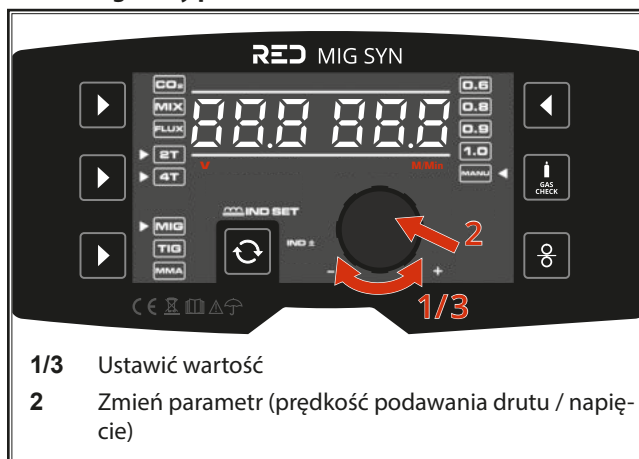 RED MIG SYN
CO₂
MIX
FLUX
2T
4T
MIG
TIG
MMA
88.8 88.8
V
M/Min
0.6
0.8
0.9
1.0
MANU
GAS
CHECK
IND SET
IND ±
- +
2
1/3
CE
1/3 Ustawić wartość
2 Zmień parametr (prędkość podawania drutu / napię-
cie)